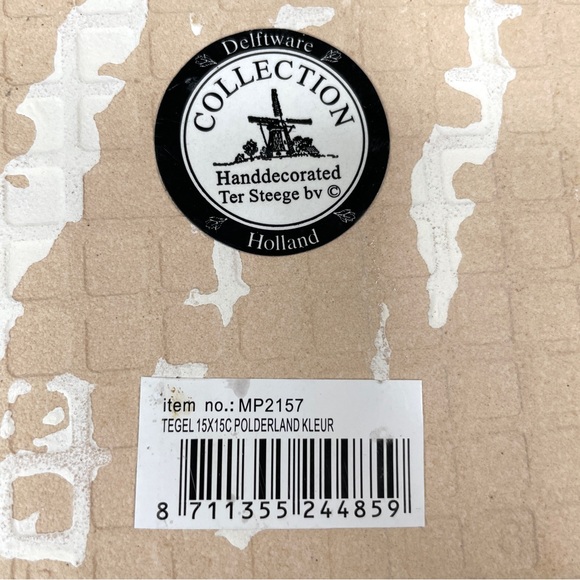 Delftware
COLLECTION
Handdecorated
Ter Steege bv ©
Holland
item no.: MP2157
TEGEL 15X15C POLDERLAND KLEUR
8 711355 244859